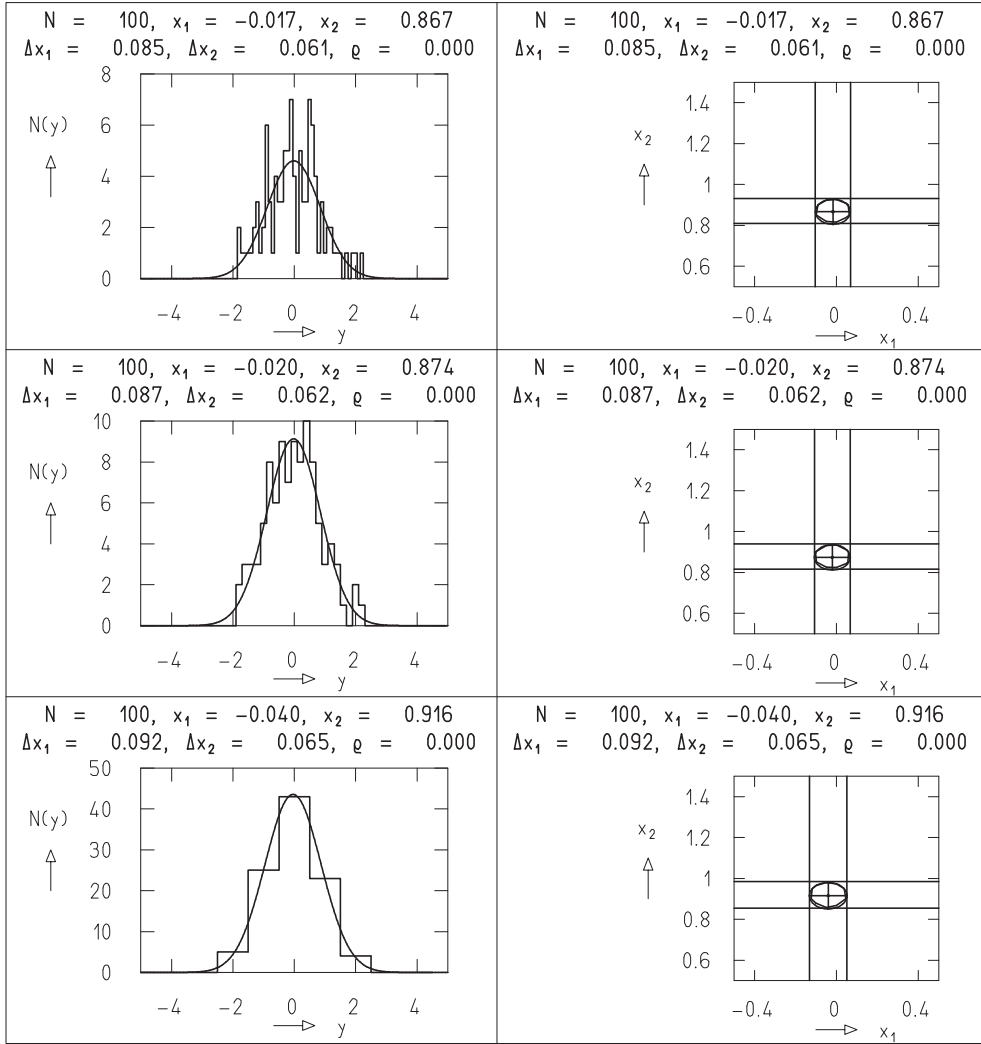 N = 100, x₁ = −0.017, x₂ = 0.867
Δx₁ = 0.085, Δx₂ = 0.061, ϱ = 0.000
8
N(y)
6
4
2
0
−4 −2 0 2 4
y
N = 100, x₁ = −0.017, x₂ = 0.867
Δx₁ = 0.085, Δx₂ = 0.061, ϱ = 0.000
1.4
x₂
1.2
1
0.8
0.6
−0.4 0 0.4
x₁
N = 100, x₁ = −0.020, x₂ = 0.874
Δx₁ = 0.087, Δx₂ = 0.062, ϱ = 0.000
10
N(y)
8
6
4
2
0
−4 −2 0 2 4
y
N = 100, x₁ = −0.020, x₂ = 0.874
Δx₁ = 0.087, Δx₂ = 0.062, ϱ = 0.000
1.4
x₂
1.2
1
0.8
0.6
−0.4 0 0.4
x₁
N = 100, x₁ = −0.040, x₂ = 0.916
Δx₁ = 0.092, Δx₂ = 0.065, ϱ = 0.000
50
N(y)
40
30
20
10
0
−4 −2 0 2 4
y
N = 100, x₁ = −0.040, x₂ = 0.916
Δx₁ = 0.092, Δx₂ = 0.065, ϱ = 0.000
1.4
x₂
1.2
1
0.8
0.6
−0.4 0 0.4
x₁